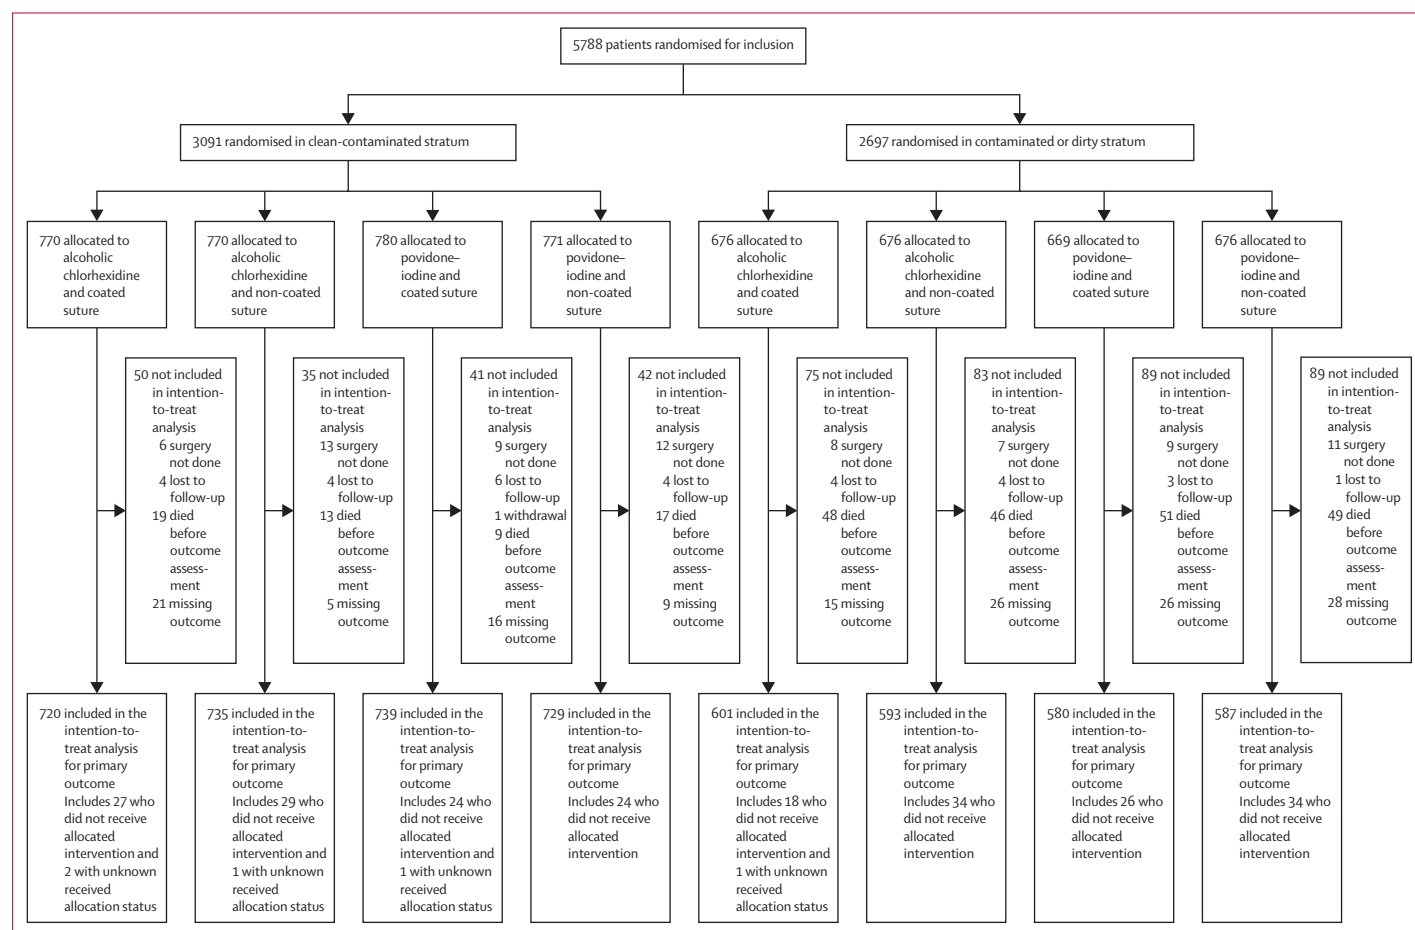 5788 patients randomised for inclusion
3091 randomised in clean-contaminated stratum
2697 randomised in contaminated or dirty stratum
770 allocated to
alcoholic
chlorhexidine
and coated
suture
770 allocated to
alcoholic
chlorhexidine
and non-coated
suture
780 allocated to
povidone–
iodine and
coated suture
771 allocated to
povidone–
iodine and
non-coated
suture
676 allocated to
alcoholic
chlorhexidine
and coated
suture
676 allocated to
alcoholic
chlorhexidine
and non-coated
suture
669 allocated to
povidone–
iodine and
coated suture
676 allocated to
povidone–
iodine and
non-coated
suture
50 not included
in intention-
to-treat
analysis
6 surgery
not done
4 lost to
follow-up
19 died
before
outcome
assess-
ment
21 missing
outcome
35 not included
in intention-
to-treat
analysis
13 surgery
not done
4 lost to
follow-up
13 died
before
outcome
assess-
ment
5 missing
outcome
41 not included
in intention-
to-treat
analysis
9 surgery
not done
6 lost to
follow-up
1 withdrawal
9 died
before
outcome
assess-
ment
16 missing
outcome
42 not included
in intention-
to-treat
analysis
12 surgery
not done
4 lost to
follow-up
17 died
before
outcome
assess-
ment
9 missing
outcome
75 not included
in intention-
to-treat
analysis
8 surgery
not done
4 lost to
follow-up
48 died
before
outcome
assess-
ment
15 missing
outcome
83 not included
in intention-
to-treat
analysis
7 surgery
not done
4 lost to
follow-up
46 died
before
outcome
assess-
ment
26 missing
outcome
89 not included
in intention-
to-treat
analysis
9 surgery
not done
3 lost to
follow-up
51 died
before
outcome
assess-
ment
26 missing
outcome
89 not included
in intention-
to-treat
analysis
11 surgery
not done
1 lost to
follow-up
49 died
before
outcome
assess-
ment
28 missing
outcome
720 included in the
intention-to-
treat analysis
for primary
outcome
Includes 27 who
did not receive
allocated
intervention and
2 with unknown
received
allocation status
735 included in the
intention-to-
treat analysis
for primary
outcome
Includes 29 who
did not receive
allocated
intervention and
1 with unknown
received
allocation status
739 included in the
intention-to-
treat analysis
for primary
outcome
Includes 24 who
did not receive
allocated
intervention and
1 with unknown
received
allocation status
729 included in the
intention-to-
treat analysis
for primary
outcome
Includes 24 who
did not receive
allocated
intervention
601 included in the
intention-to-
treat analysis
for primary
outcome
Includes 18 who
did not receive
allocated
intervention and
1 with unknown
received
allocation status
593 included in the
intention-to-
treat analysis
for primary
outcome
Includes 34 who
did not receive
allocated
intervention
580 included in the
intention-to-
treat analysis
for primary
outcome
Includes 26 who
did not receive
allocated
intervention
587 included in the
intention-to-
treat analysis
for primary
outcome
Includes 34 who
did not receive
allocated
intervention